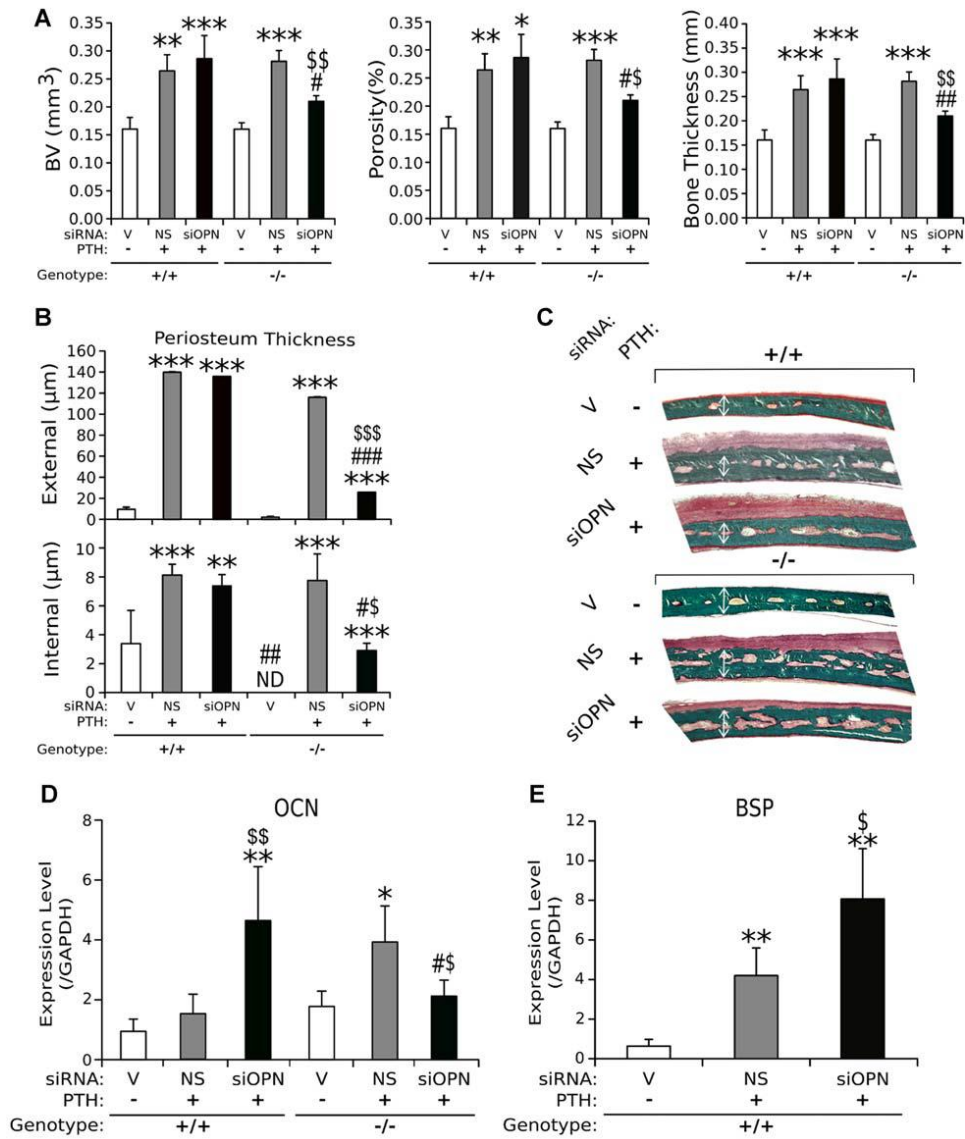 A
BV (mm3)
0.35
0.30
0.25
0.20
0.15
0.10
0.05
0.00
** *** *** $$
#
siRNA: V NS siOPN V NS siOPN
PTH: - + + - + +
Genotype: +/+ -/-
Porosity(%)
0.35
0.30
0.25
0.20
0.15
0.10
0.05
0.00
** * *** #$
V NS siOPN V NS siOPN
- + + - + +
+/+ -/-
Bone Thickness (mm)
0.35
0.30
0.25
0.20
0.15
0.10
0.05
0.00
*** *** *** $$
##
V NS siOPN V NS siOPN
- + + - + +
+/+ -/-
B
Periosteum Thickness
External (µm)
160
140
120
100
80
60
40
20
0
*** *** *** $$$
###
***
Internal (µm)
10
8
6
4
2
0
*** ** ## *** #$
ND ***
siRNA: V NS siOPN V NS siOPN
PTH: - + + - + +
Genotype: +/+ -/-
C
siRNA: PTH:
+/+
V -
NS +
siOPN +
-/-
V -
NS +
siOPN +
D
OCN
Expression Level
(/GAPDH)
8
6
4
2
0
$$
** * #$
siRNA: V NS siOPN V NS siOPN
PTH: - + + - + +
Genotype: +/+ -/-
E
BSP
Expression Level
(/GAPDH)
12
10
8
6
4
2
0
** $
**
siRNA: V NS siOPN
PTH: - + +
Genotype: +/+